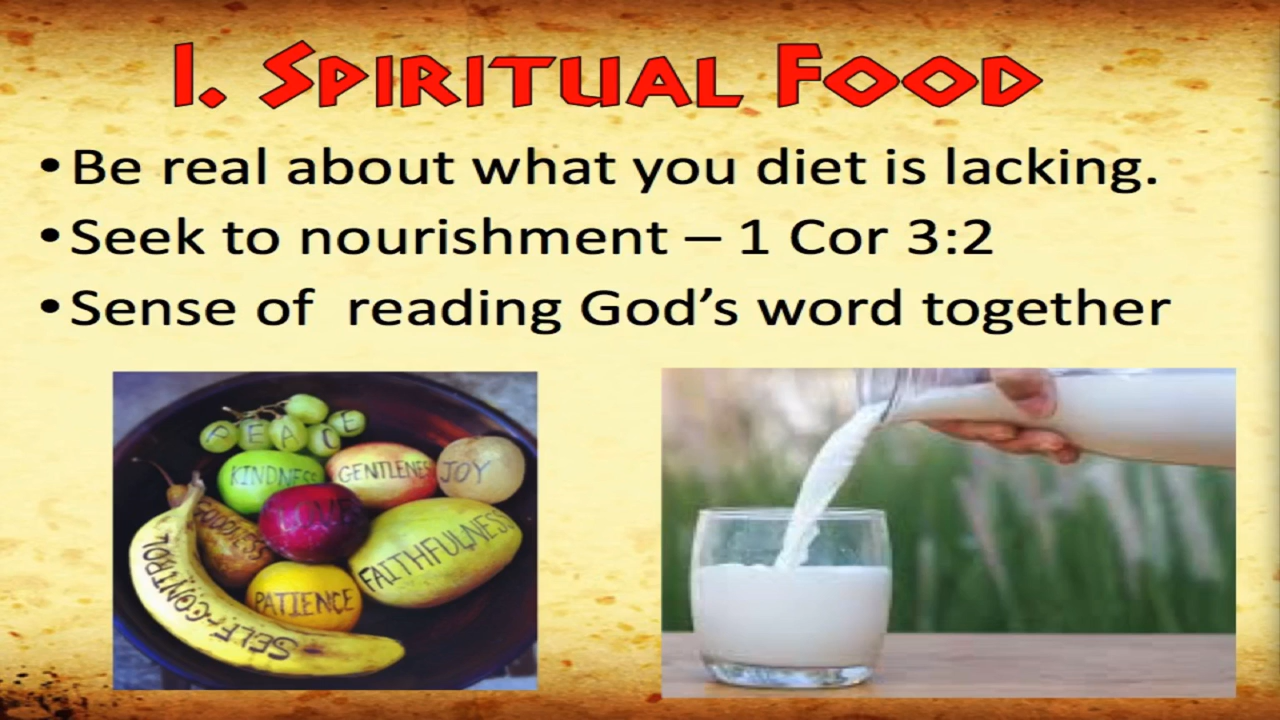 I. SPIRITUAL FOOD
•Be real about what you diet is lacking.
•Seek to nourishment – 1 Cor 3:2
•Sense of  reading God's word together
PEACE
KINDNESS
GENTLENES
JOY
LOVE
GOODNESS
FAITHFULNESS
PATIENCE
SELF-CONTROL